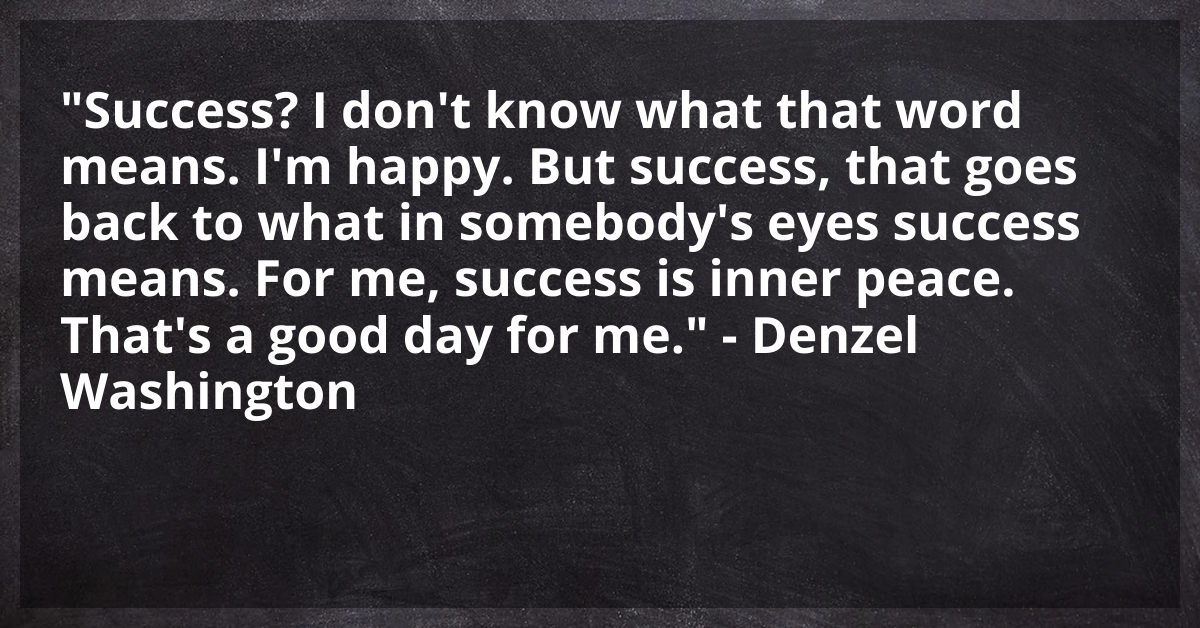 "Success? I don't know what that word
means. I'm happy. But success, that goes
back to what in somebody's eyes success
means. For me, success is inner peace.
That's a good day for me." - Denzel
Washington